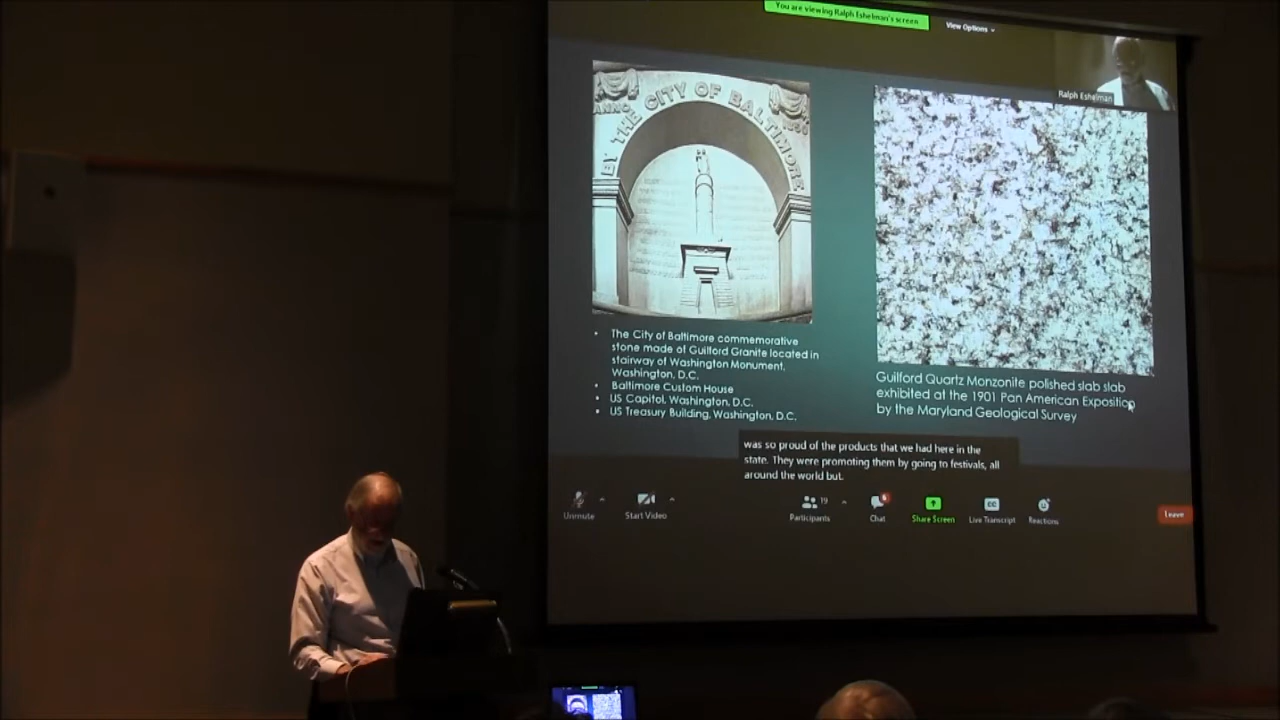 You are viewing Ralph Eshelman's screen
View Options
Ralph Eshelman
BY THE CITY OF BALTIMORE
ANNO
1850
• The City of Baltimore commemorative
stone made of Guilford Granite located in
stairway of Washington Monument,
Washington, D.C.
• Baltimore Custom House
• US Capitol, Washington, D.C.
• US Treasury Building, Washington, D.C.
Guilford Quartz Monzonite polished slab slab
exhibited at the 1901 Pan American Exposition
by the Maryland Geological Survey
was so proud of the products that we had here in the
state. They were promoting them by going to festivals, all
around the world but.
Unmute
Start Video
Participants
19
Chat
Share Screen
CC
Live Transcript
Reactions
Leave